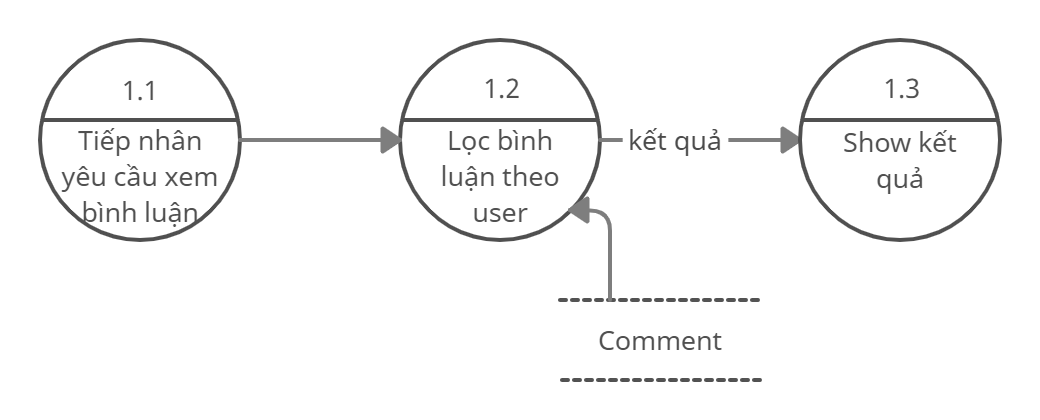 1.1
Tiếp nhân
yêu cầu xem
bình luận
1.2
Lọc bình
luận theo
user
kết quả
1.3
Show kết
quả
Comment